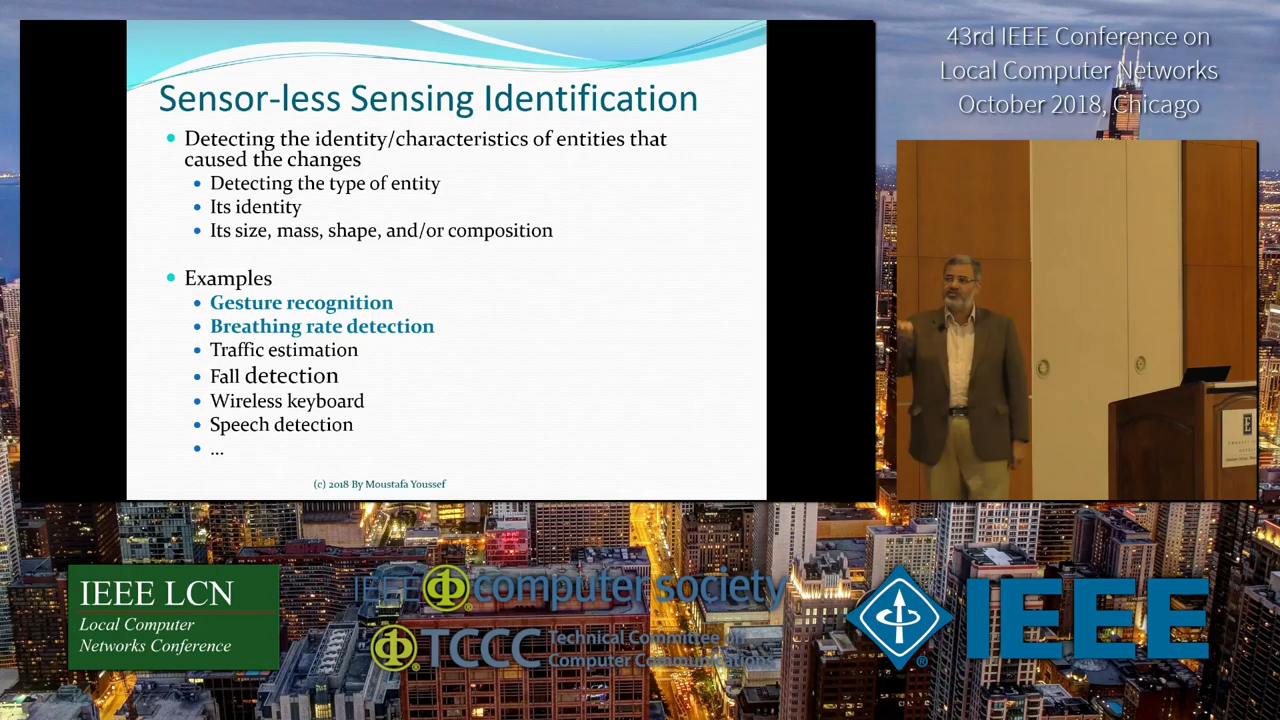 Sensor-less Sensing Identification
• Detecting the identity/characteristics of entities that
caused the changes
• Detecting the type of entity
• Its identity
• Its size, mass, shape, and/or composition
• Examples
• Gesture recognition
• Breathing rate detection
• Traffic estimation
• Fall detection
• Wireless keyboard
• Speech detection
• ...
(c) 2018 By Moustafa Youssef
43rd IEEE Conference on
Local Computer Networks
October 2018, Chicago
IEEE LCN
Local Computer
Networks Conference
IEEE computer society
TCCC Technical Committee on
Computer Communications
IEEE